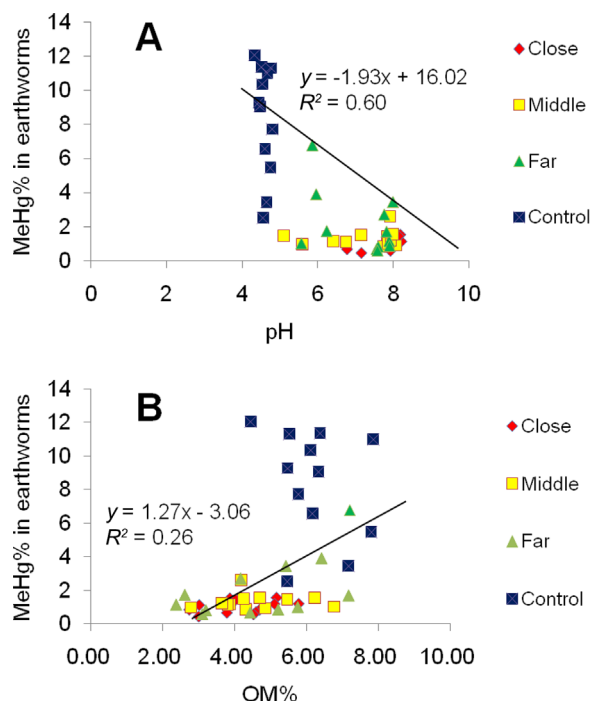 A
14
12
10
8
6
4
2
0
MeHg% in earthworms
y = -1.93x + 16.02
R² = 0.60
0 2 4 6 8 10
pH
Close
Middle
Far
Control
B
14
12
10
8
6
4
2
0
MeHg% in earthworms
y = 1.27x - 3.06
R² = 0.26
0.00 2.00 4.00 6.00 8.00 10.00
OM%
Close
Middle
Far
Control